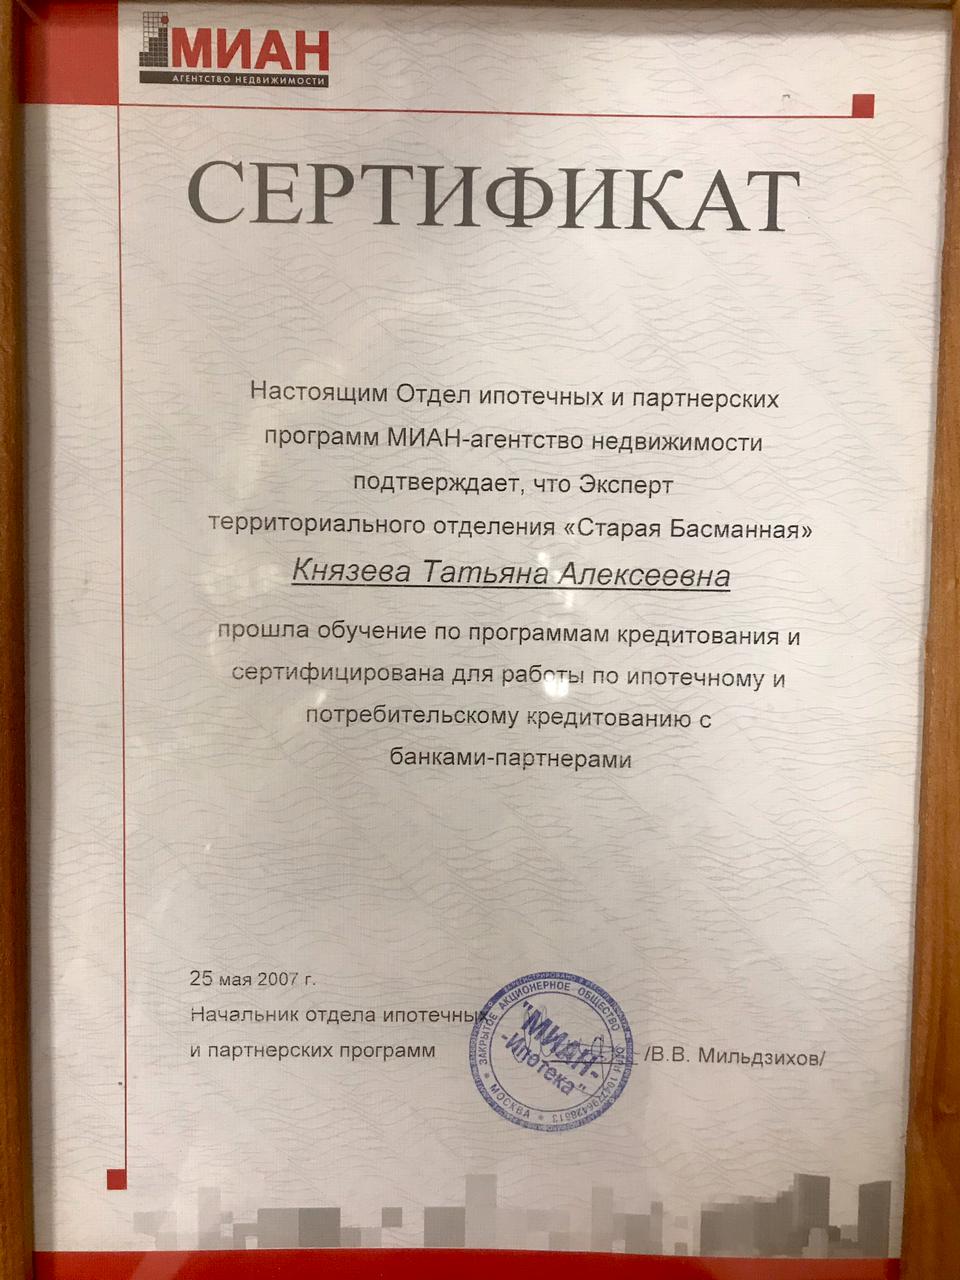 МИАН
АГЕНТСТВО НЕДВИЖИМОСТИ
СЕРТИФИКАТ
Настоящим Отдел ипотечных и партнерских
программ МИАН-агентство недвижимости
подтверждает, что Эксперт
территориального отделения «Старая Басманная»
Князева Татьяна Алексеевна
прошла обучение по программам кредитования и
сертифицирована для работы по ипотечному и
потребительскому кредитованию с
банками-партнерами
25 мая 2007 г.
Начальник отдела ипотечных
и партнерских программ
/В.В. Мильдзихов/
ЗАКРЫТОЕ АКЦИОНЕРНОЕ ОБЩЕСТВО
"МИАН-
-Ипотека"
* МОСКВА *